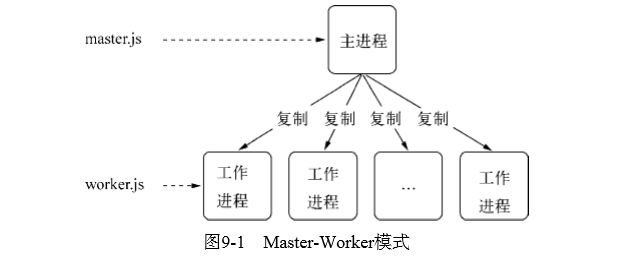 master.js
主进程
复制 复制 复制 复制
worker.js
工作
进程
工作
进程
...
工作
进程
图9-1 Master-Worker模式